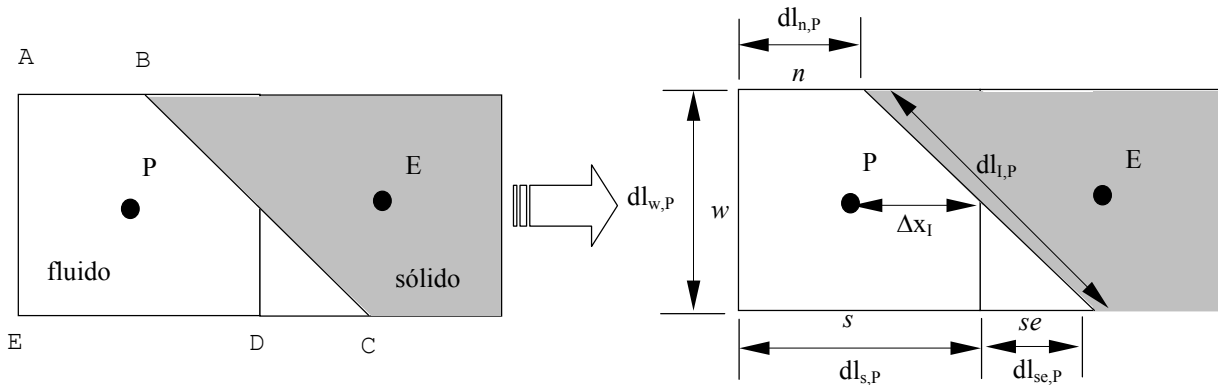 A
B
P
E
fluido
sólido
E
D
C
dl_{n,P}
n
P
E
dl_{I,P}
dl_{w,P}
w
Δx_I
s
se
dl_{s,P}
dl_{se,P}